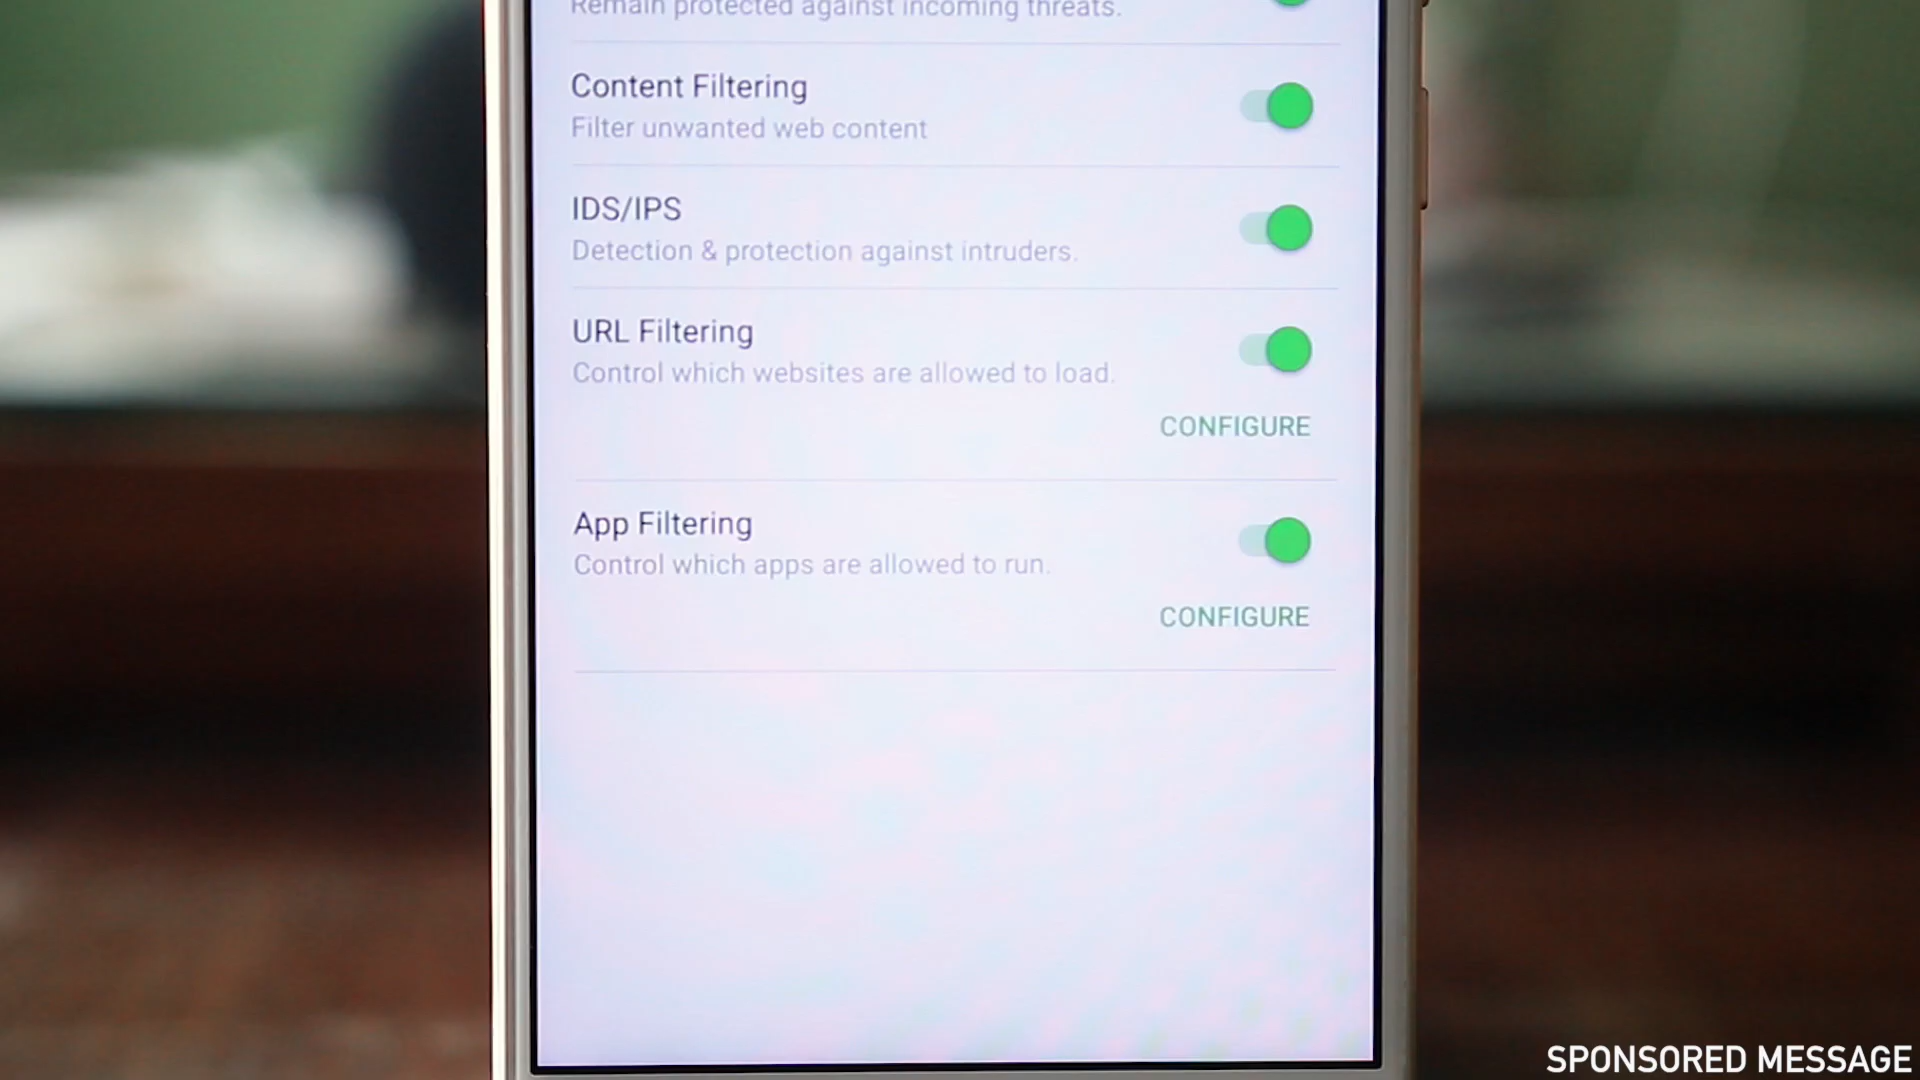 Remain protected against incoming threats.
Content Filtering
Filter unwanted web content
IDS/IPS
Detection & protection against intruders.
URL Filtering
Control which websites are allowed to load.
CONFIGURE
App Filtering
Control which apps are allowed to run.
CONFIGURE
SPONSORED MESSAGE